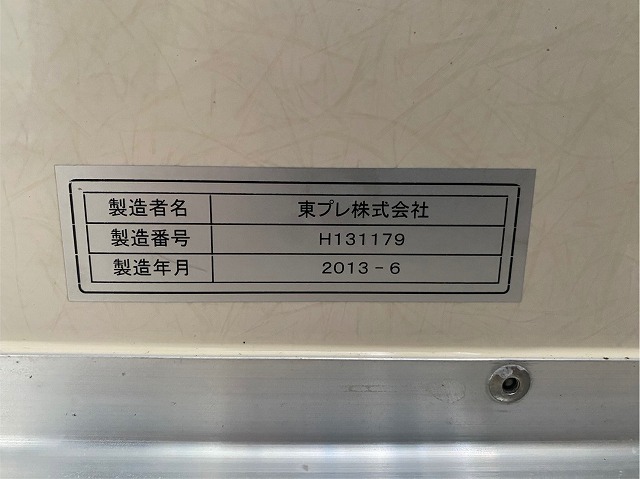 製造者名 東プレ株式会社
製造番号 H131179
製造年月 2013-6